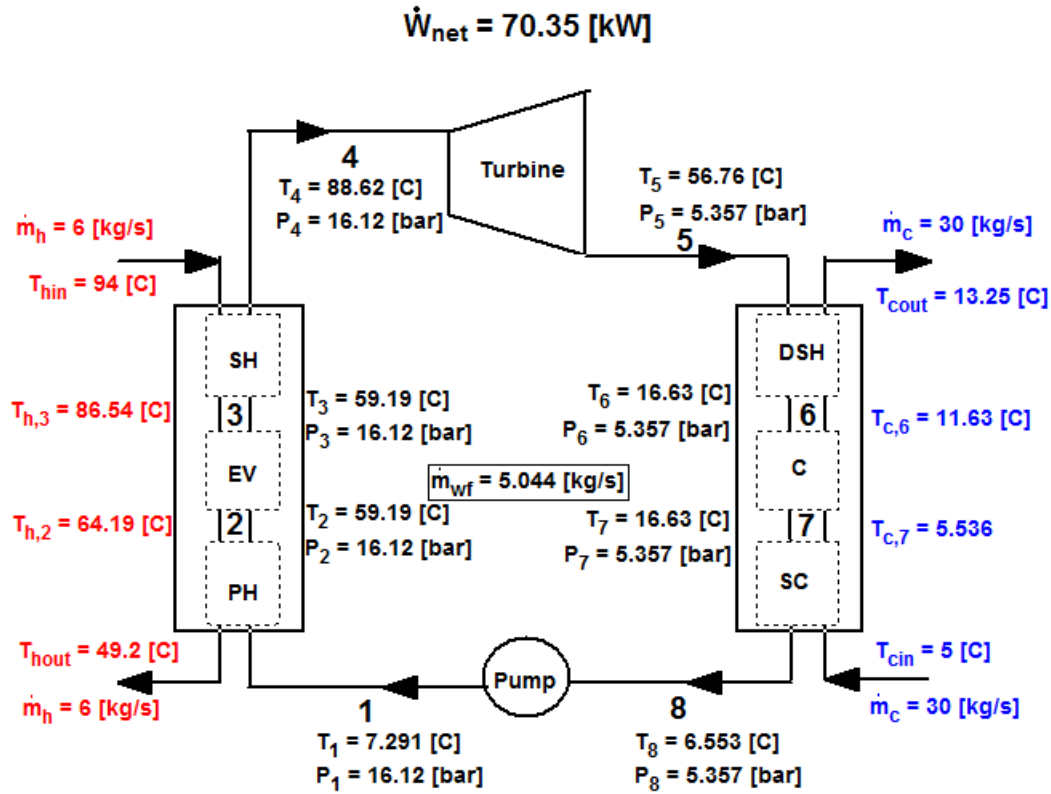 Ẇnet = 70.35 [kW]
4
Turbine
T4 = 88.62 [C]
P4 = 16.12 [bar]
T5 = 56.76 [C]
P5 = 5.357 [bar]
5
ṁh = 6 [kg/s]
Thin = 94 [C]
ṁc = 30 [kg/s]
Tcout = 13.25 [C]
SH
DSH
Th,3 = 86.54 [C]
3
T3 = 59.19 [C]
P3 = 16.12 [bar]
T6 = 16.63 [C]
P6 = 5.357 [bar]
6
Tc,6 = 11.63 [C]
EV
ṁwf = 5.044 [kg/s]
C
Th,2 = 64.19 [C]
2
T2 = 59.19 [C]
P2 = 16.12 [bar]
T7 = 16.63 [C]
P7 = 5.357 [bar]
7
Tc,7 = 5.536
PH
SC
Thout = 49.2 [C]
ṁh = 6 [kg/s]
Pump
Tcin = 5 [C]
ṁc = 30 [kg/s]
1
T1 = 7.291 [C]
P1 = 16.12 [bar]
8
T8 = 6.553 [C]
P8 = 5.357 [bar]